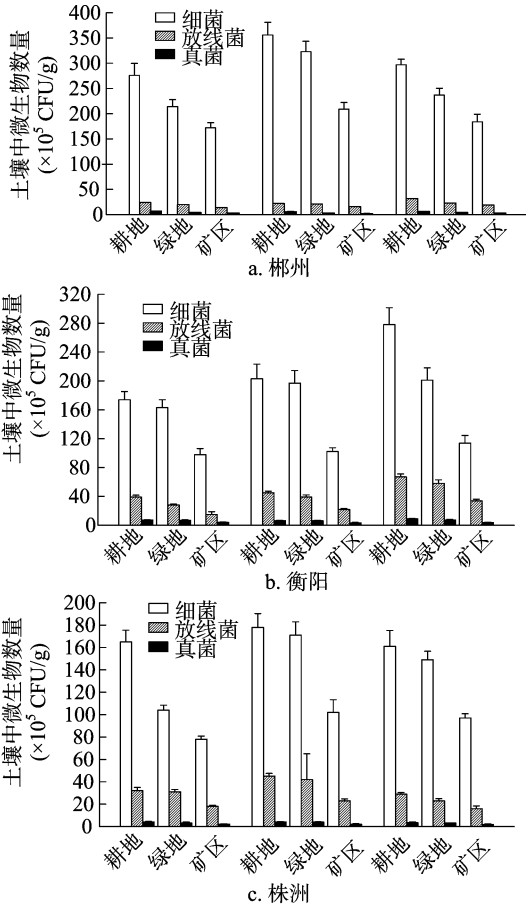 土壤中微生物数量
(×10⁵ CFU/g)
400
350
300
250
200
150
100
50
0
细菌
放线菌
真菌
耕地 绿地 矿区 耕地 绿地 矿区 耕地 绿地 矿区
a. 郴州
土壤中微生物数量
(×10⁵ CFU/g)
320
280
240
200
160
120
80
40
0
细菌
放线菌
真菌
耕地 绿地 矿区 耕地 绿地 矿区 耕地 绿地 矿区
b. 衡阳
土壤中微生物数量
(×10⁵ CFU/g)
200
180
160
140
120
100
80
60
40
20
0
细菌
放线菌
真菌
耕地 绿地 矿区 耕地 绿地 矿区 耕地 绿地 矿区
c. 株洲